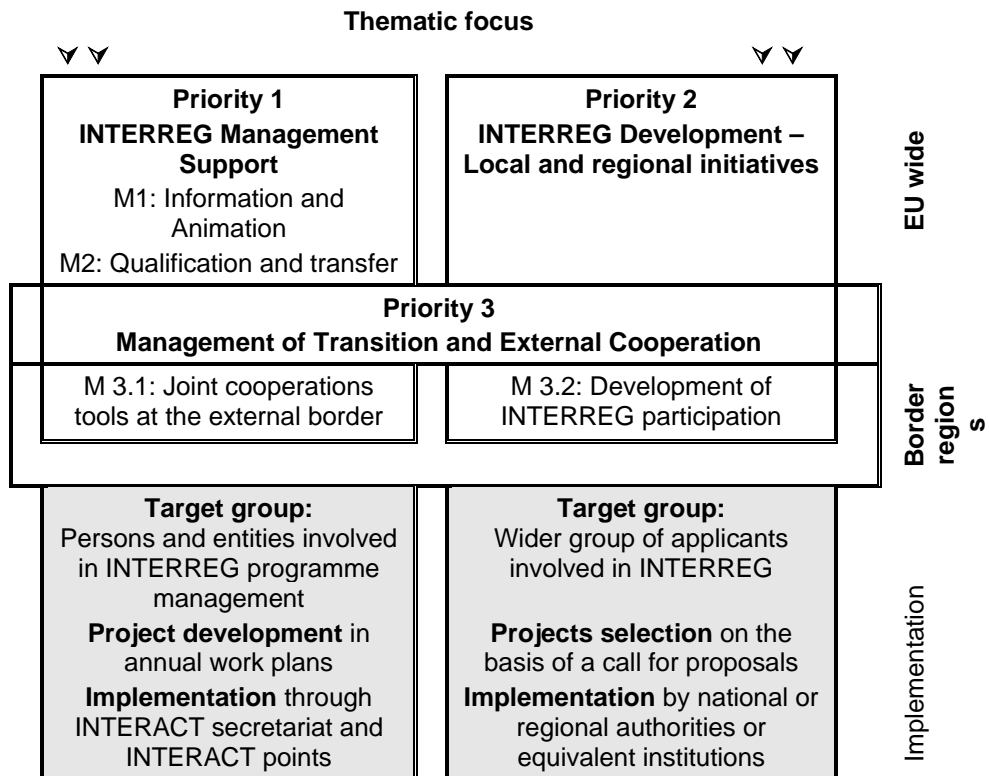 Thematic focus
Priority 1
INTERREG Management
Support
M1: Information and
Animation
M2: Qualification and transfer
Priority 2
INTERREG Development –
Local and regional initiatives
EU wide
Priority 3
Management of Transition and External Cooperation
M 3.1: Joint cooperations
tools at the external border
M 3.2: Development of
INTERREG participation
Border
region
s
Target group:
Persons and entities involved
in INTERREG programme
management
Project development in
annual work plans
Implementation through
INTERACT secretariat and
INTERACT points
Target group:
Wider group of applicants
involved in INTERREG
Projects selection on the
basis of a call for proposals
Implementation by national or
regional authorities or
equivalent institutions
Implementation